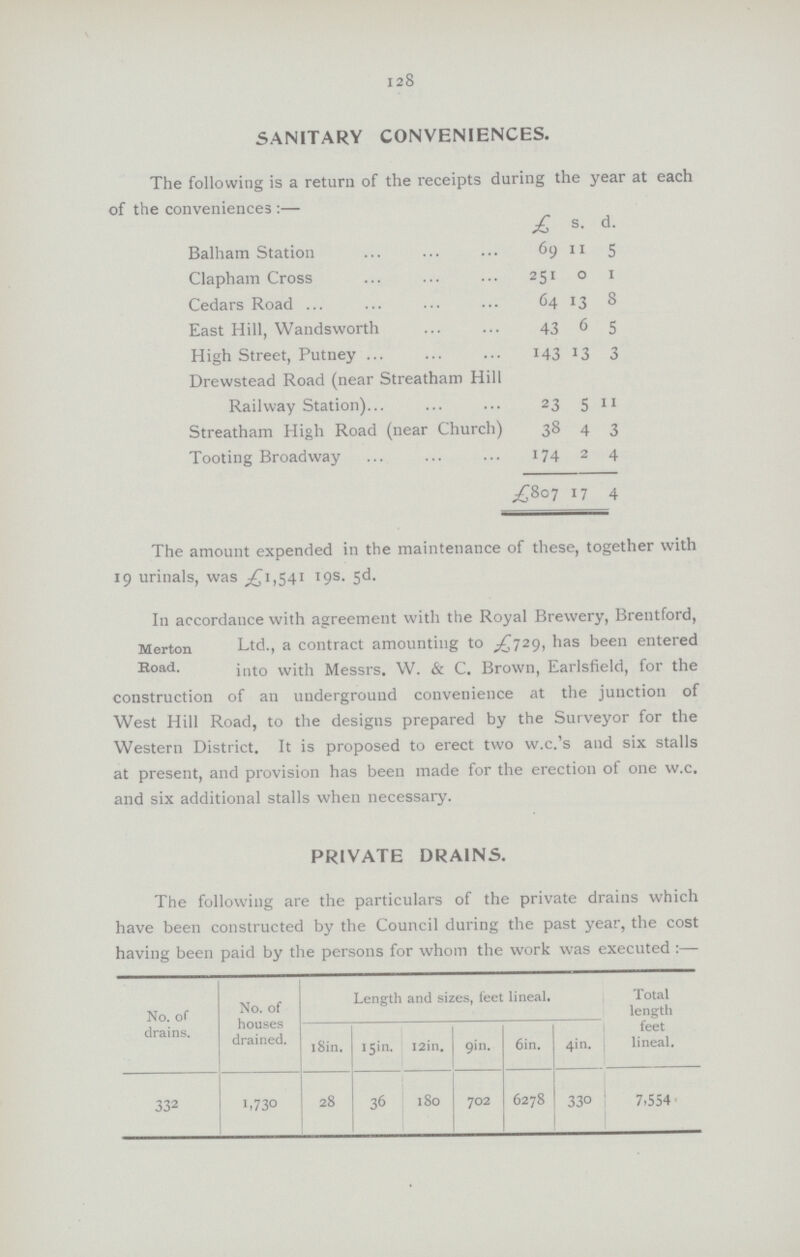 128
SANITARY CONVENIENCES.
The following is a return of the receipts during the year at each
of the conveniences :—
£ s. d.
Balham Station ... ... ... 69 11 5
Clapham Cross ... ... ... 251 0 1
Cedars Road ... ... ... ... 64 13 8
East Hill, Wandsworth ... ... 43 6 5
High Street, Putney ... ... ... 143 13 3
Drewstead Road (near Streatham Hill
Railway Station)... ... ... 23 5 11
Streatham High Road (near Church) 38 4 3
Tooting Broadway ... ... ... 174 2 4
£807 17 4
The amount expended in the maintenance of these, together with
19 urinals, was £1,541 19s. 5d.
In accordance with agreement with the Royal Brewery, Brentford,
Merton Ltd., a contract amounting to £729, has been entered
Road. into with Messrs. W. & C. Brown, Earlsfield, for the
construction of an underground convenience at the junction of
West Hill Road, to the designs prepared by the Surveyor for the
Western District. It is proposed to erect two w.c.'s and six stalls
at present, and provision has been made for the erection of one w.c.
and six additional stalls when necessary.
PRIVATE DRAINS.
The following are the particulars of the private drains which
have been constructed by the Council during the past year, the cost
having been paid by the persons for whom the work was executed :—
No. of drains. No. of houses drained. Length and sizes, feet lineal. Total length feet lineal.
18in. 15in. 12in. 9in. 6in. 4in.
332 1,730 28 36 180 702 6278 330 7,554